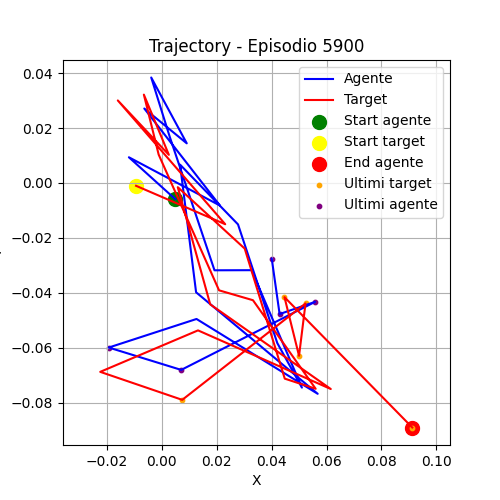 Trajectory - Episodio 5900
0.04
0.02
0.00
−0.02
−0.04
−0.06
−0.08
Agente
Target
Start agente
Start target
End agente
Ultimi target
Ultimi agente
−0.02
0.00
0.02
0.04
0.06
0.08
0.10
X